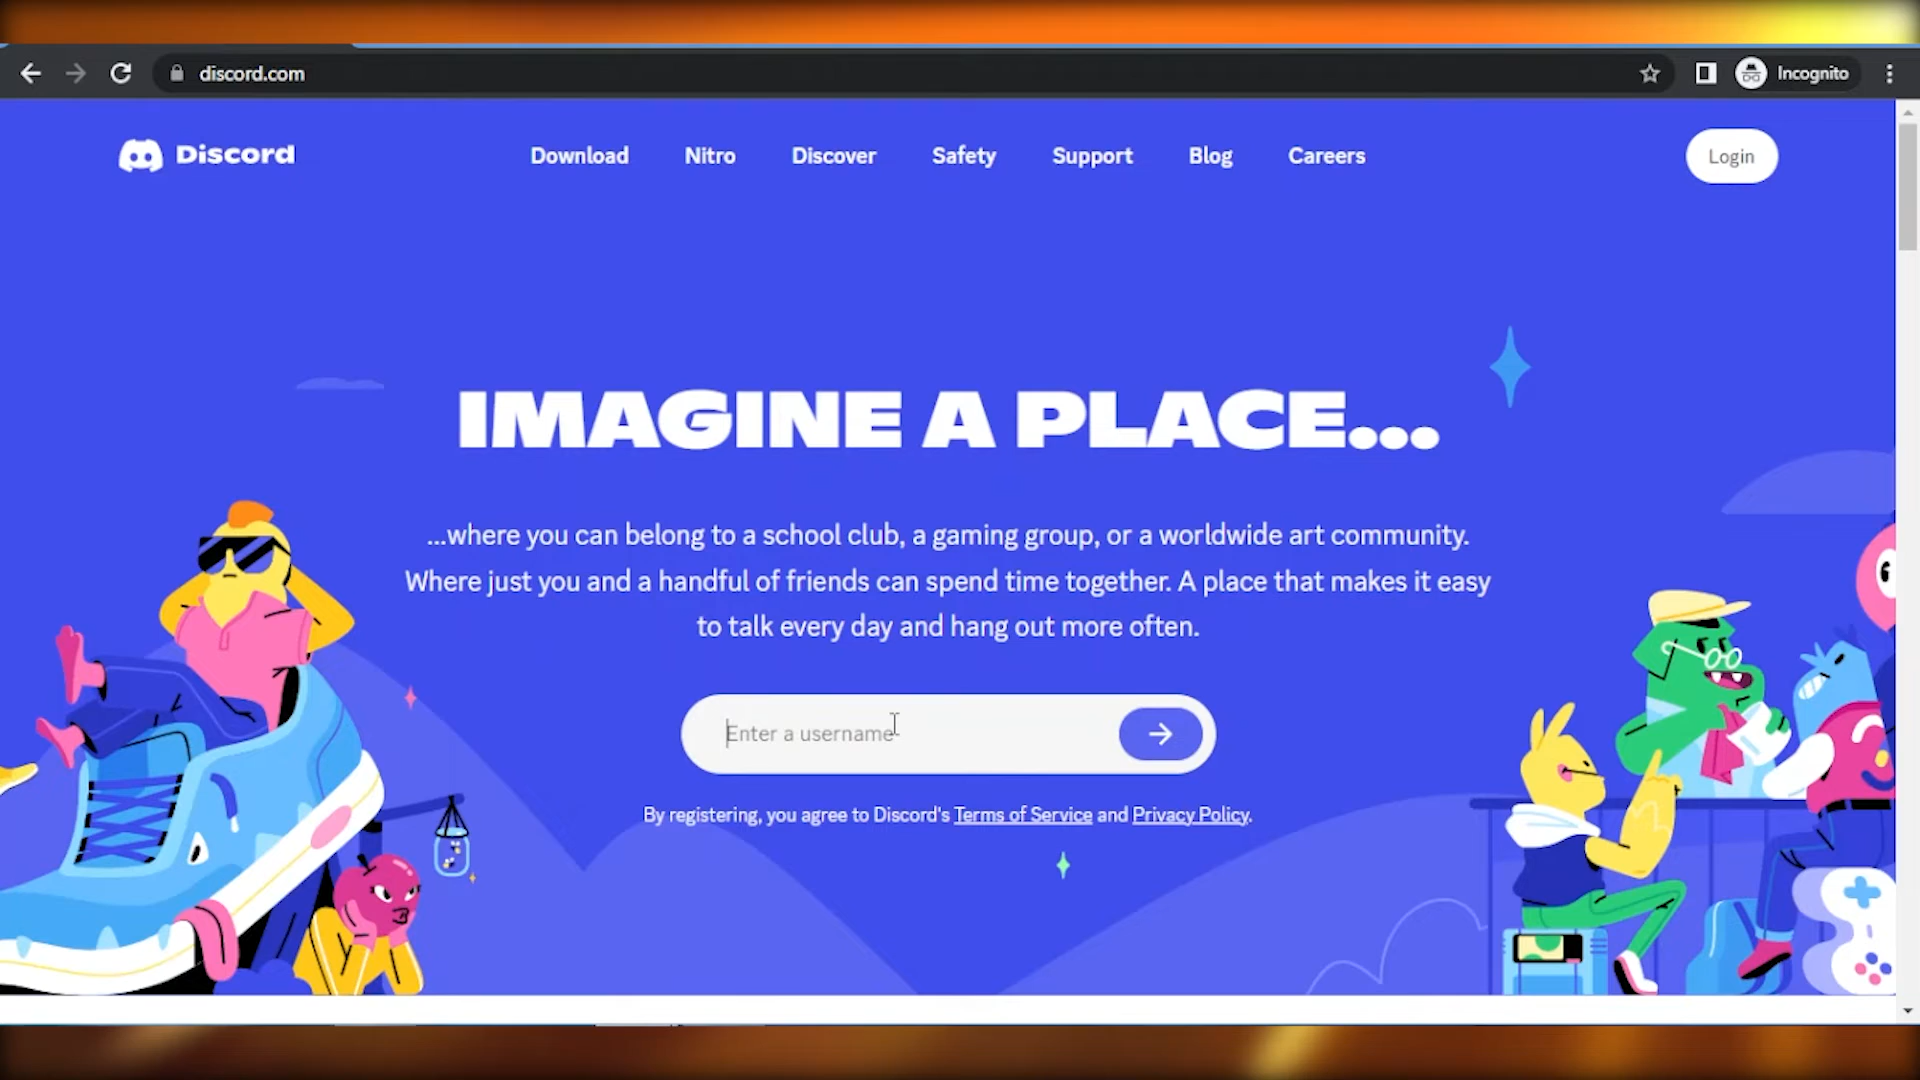 discord.com
Incognito
Discord
Download Nitro Discover Safety Support Blog Careers
Login
IMAGINE A PLACE...
...where you can belong to a school club, a gaming group, or a worldwide art community.
Where just you and a handful of friends can spend time together. A place that makes it easy
to talk every day and hang out more often.
Enter a username
By registering, you agree to Discord's Terms of Service and Privacy Policy.